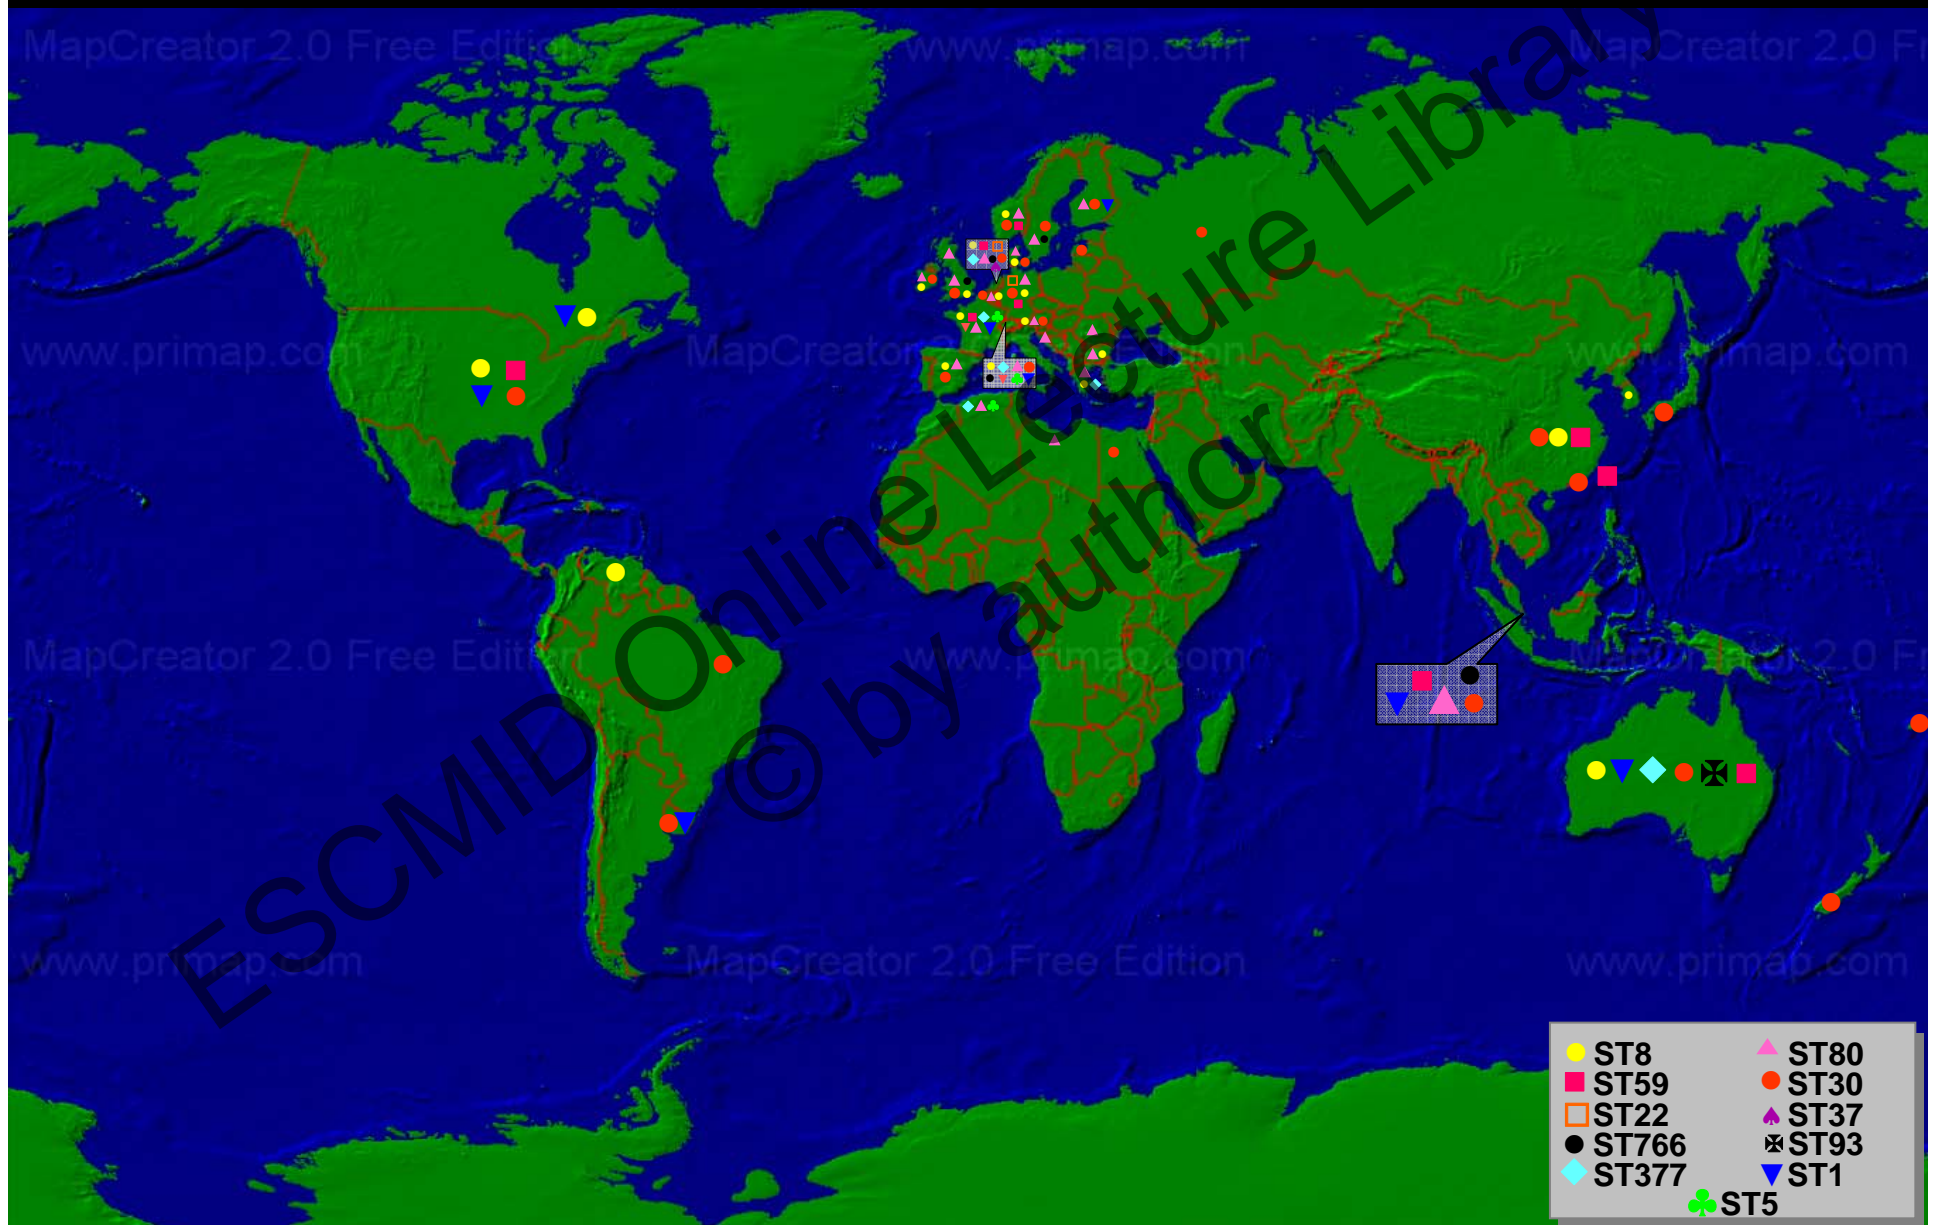 MapCreator 2.0 Free Edition
www.primap.com
MapCreator 2.0 Fr
www.primap.com
MapCreator 2.0 Free Edition
www.primap.com
MapCreator 2.0 Free Edition
www.primap.com
MapCreator 2.0 Fr
www.primap.com
MapCreator 2.0 Free Edition
www.primap.com
ESCMID Online Lecture Library
© by author
ST8
ST80
ST59
ST30
ST22
ST37
ST766
ST93
ST377
ST1
ST5